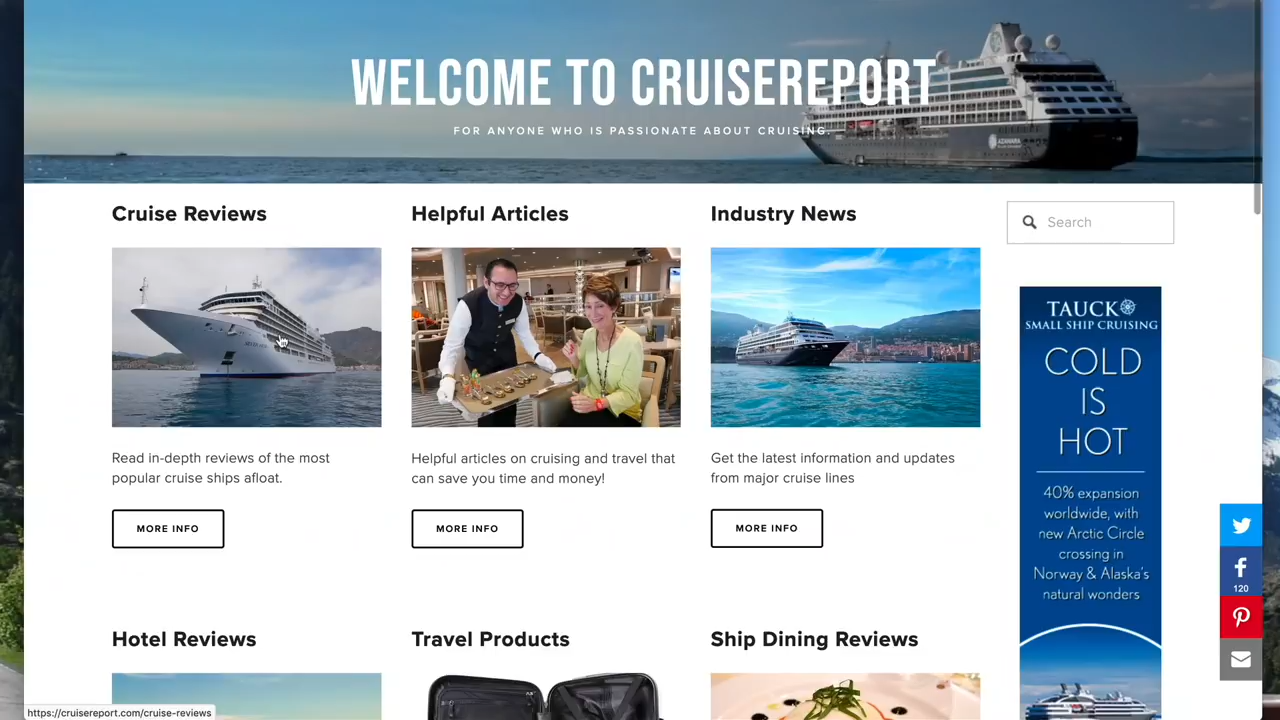 WELCOME TO CRUISEREPORT
FOR ANYONE WHO IS PASSIONATE ABOUT CRUISING.
AZAMARA
Cruise Reviews
Helpful Articles
Industry News
Search
Read in-depth reviews of the most
popular cruise ships afloat.
MORE INFO
Helpful articles on cruising and travel that
can save you time and money!
MORE INFO
Get the latest information and updates
from major cruise lines
MORE INFO
TAUCK
SMALL SHIP CRUISING
COLD
IS
HOT
40% expansion
worldwide, with
new Arctic Circle
crossing in
Norway & Alaska's
natural wonders
120
Hotel Reviews
Travel Products
Ship Dining Reviews
https://cruisereport.com/cruise-reviews